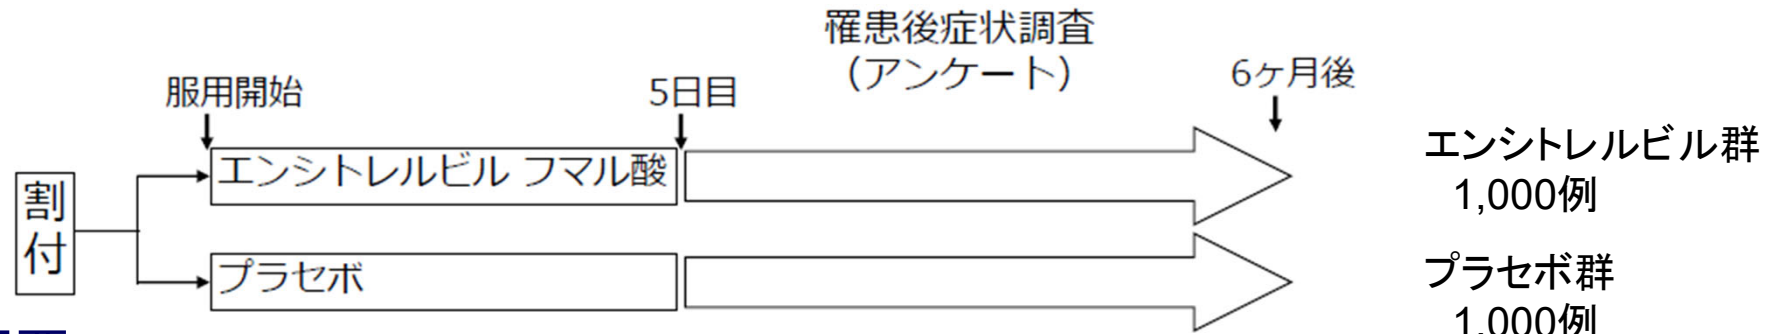 罹患後症状調査
（アンケート）
服用開始
5日目
6ヶ月後
割
付
エンシトレルビル フマル酸
プラセボ
エンシトレルビル群
1,000例
プラセボ群
1,000例